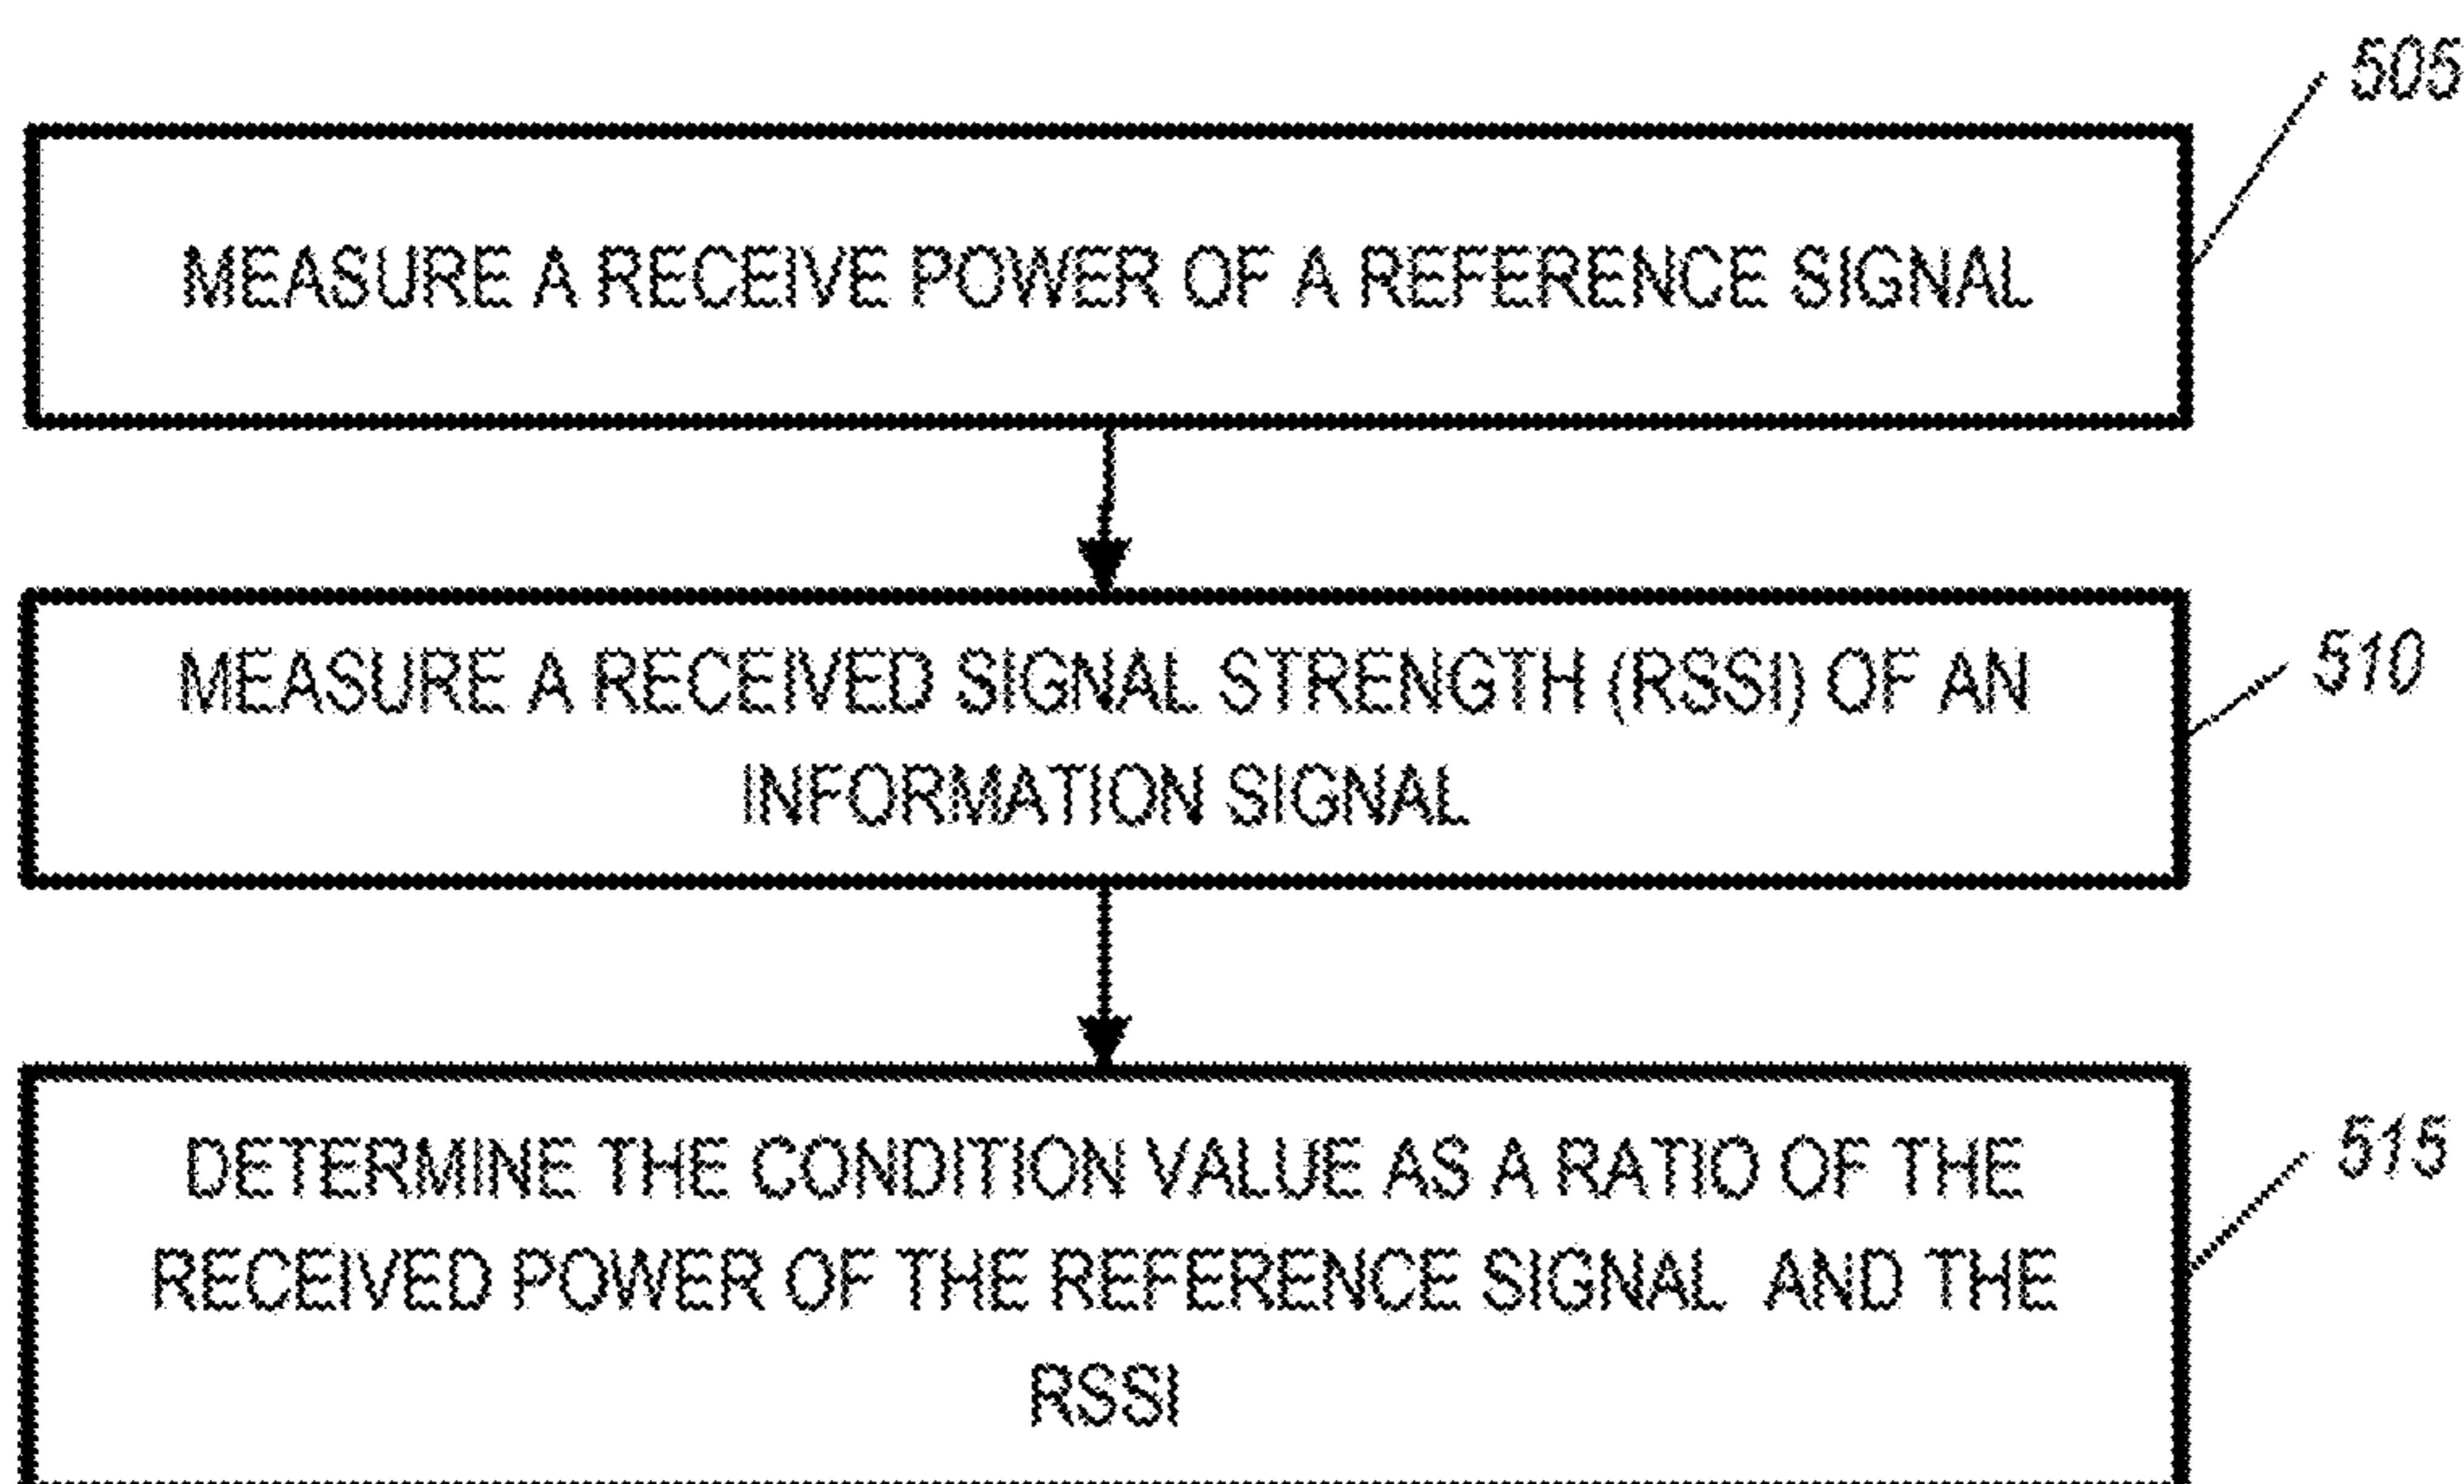 505
MEASURE A RECEIVE POWER OF A REFERENCE SIGNAL
MEASURE A RECEIVED SIGNAL STRENGTH (RSSI) OF AN
INFORMATION SIGNAL
510
DETERMINE THE CONDITION VALUE AS A RATIO OF THE
RECEIVED POWER OF THE REFERENCE SIGNAL AND THE
RSSI
515